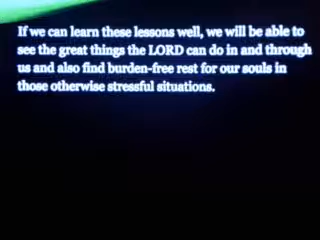 If we can learn these lessons well, we will be able to
see the great things the LORD can do in and through
us and also find burden-free rest for our souls in
those otherwise stressful situations.